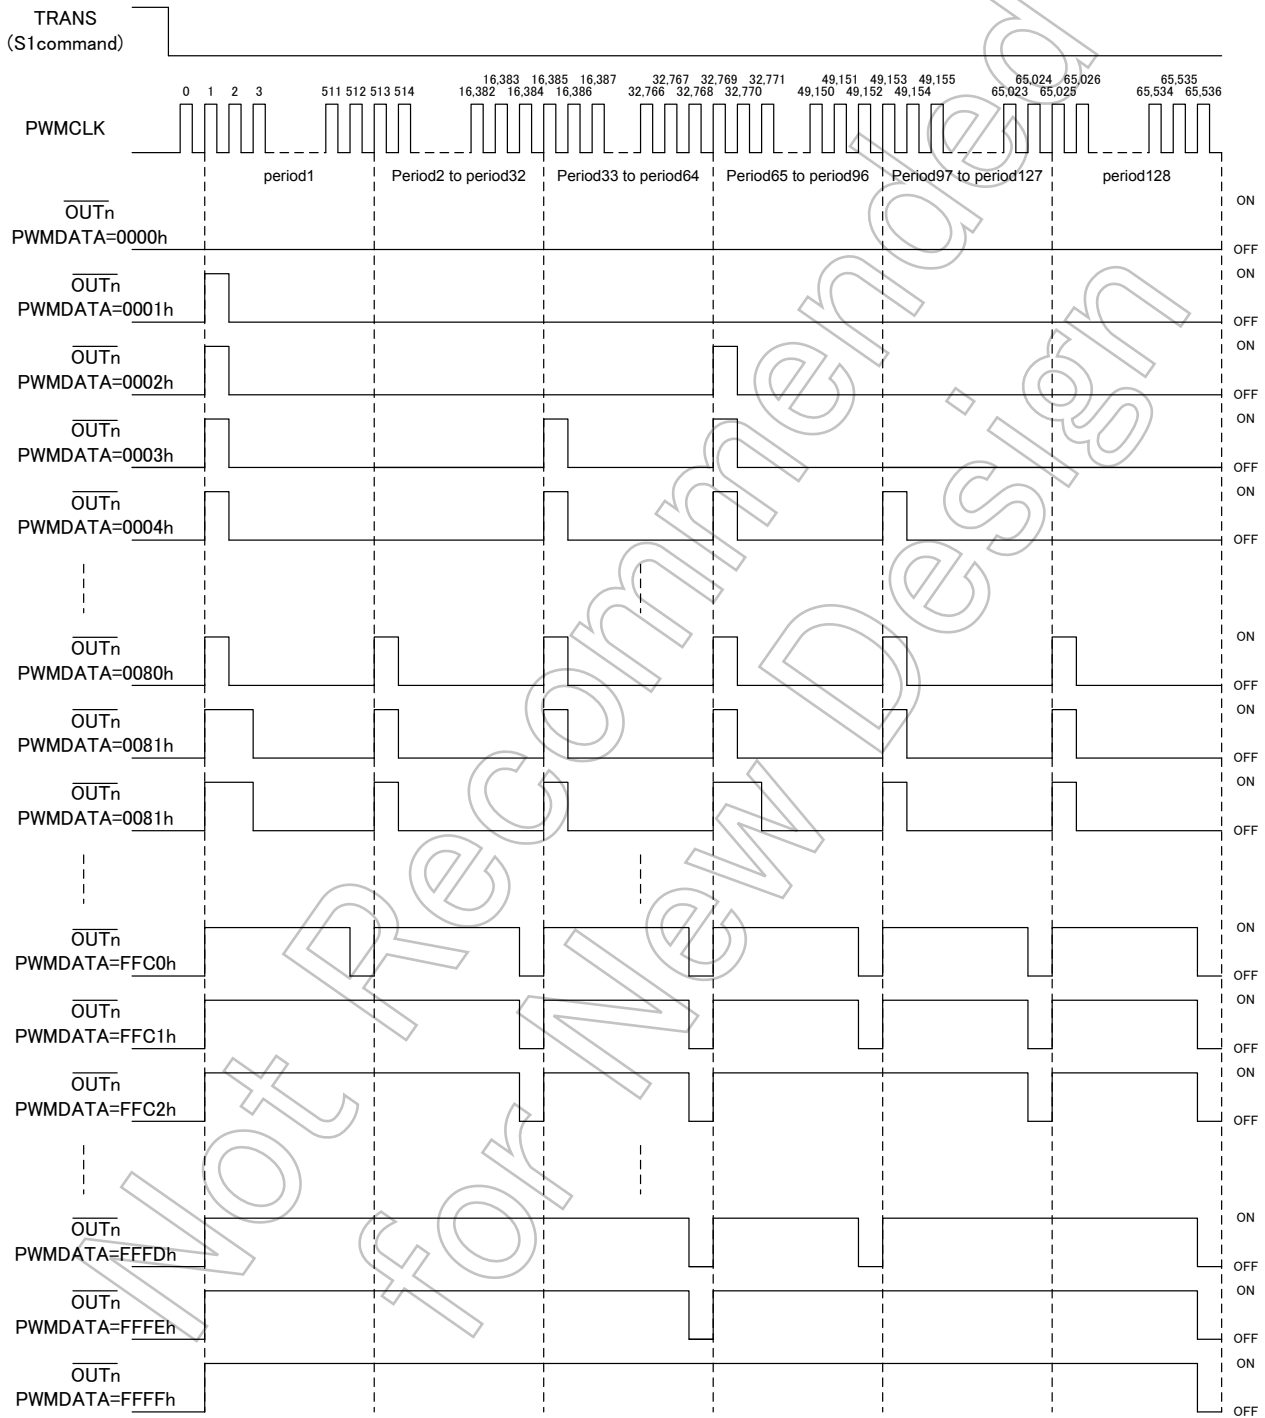 TRANS
(S1command)
16,383 16,385 16,387 32,767 32,769 32,771 49,151 49,153 49,155 65,024 65,026 65,535
0 1 2 3 511 512 513 514 16,382 16,384 16,386 32,766 32,768 32,770 49,150 49,152 49,154 65,023 65,025 65,534 65,536
PWMCLK
period1 Period2 to period32 Period33 to period64 Period65 to period96 Period97 to period127 period128
ON
OUTn
PWMDATA=0000h
OFF
ON
OUTn
PWMDATA=0001h
OFF
ON
OUTn
PWMDATA=0002h
OFF
ON
OUTn
PWMDATA=0003h
OFF
ON
OUTn
PWMDATA=0004h
OFF
ON
OUTn
PWMDATA=0080h
OFF
ON
OUTn
PWMDATA=0081h
OFF
ON
OUTn
PWMDATA=0081h
OFF
ON
OUTn
PWMDATA=FFC0h
OFF
ON
OUTn
PWMDATA=FFC1h
OFF
ON
OUTn
PWMDATA=FFC2h
OFF
ON
OUTn
PWMDATA=FFFDh
OFF
ON
OUTn
PWMDATA=FFFEh
OFF
ON
OUTn
PWMDATA=FFFFh
OFF
Not Recommended
for New Design